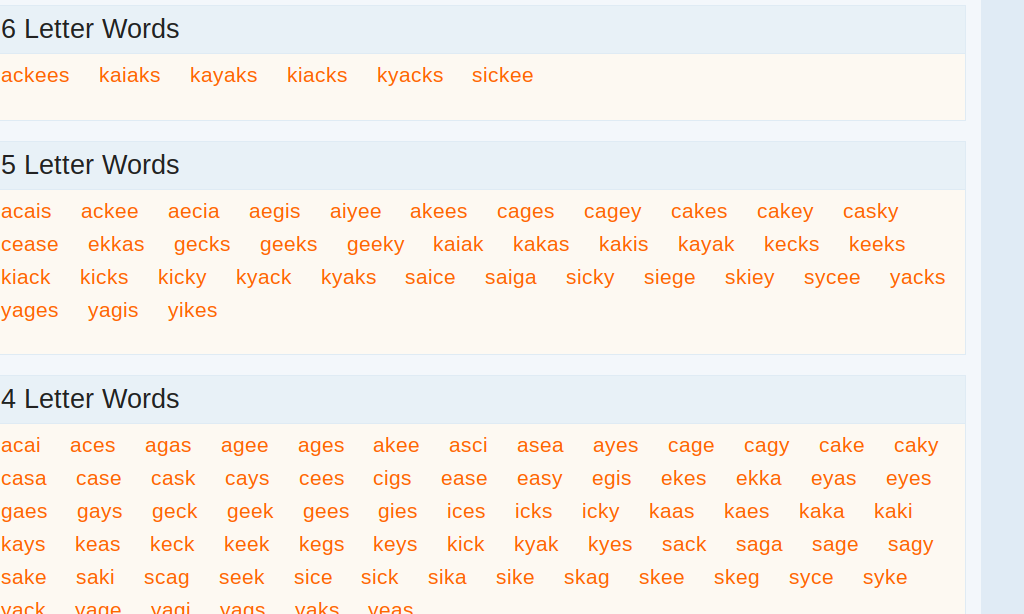 6 Letter Words
ackees kaiaks kayaks kiacks kyacks sickee
5 Letter Words
acais ackee aecia aegis aiyee akees cages cagey cakes cakey casky
cease ekkas gecks geeks geeky kaiak kakas kakis kayak kecks keeks
kiack kicks kicky kyack kyaks saice saiga sicky siege skiey sycee yacks
yages yagis yikes
4 Letter Words
acai aces agas agee ages akee asci asea ayes cage cagy cake caky
casa case cask cays cees cigs ease easy egis ekes ekka eyas eyes
gaes gays geck geek gees gies ices icks icky kaas kaes kaka kaki
kays keas keck keek kegs keys kick kyak kyes sack saga sage sagy
sake saki scag seek sice sick sika sike skag skee skeg syce syke
yack yage yagi yags yaks yeas